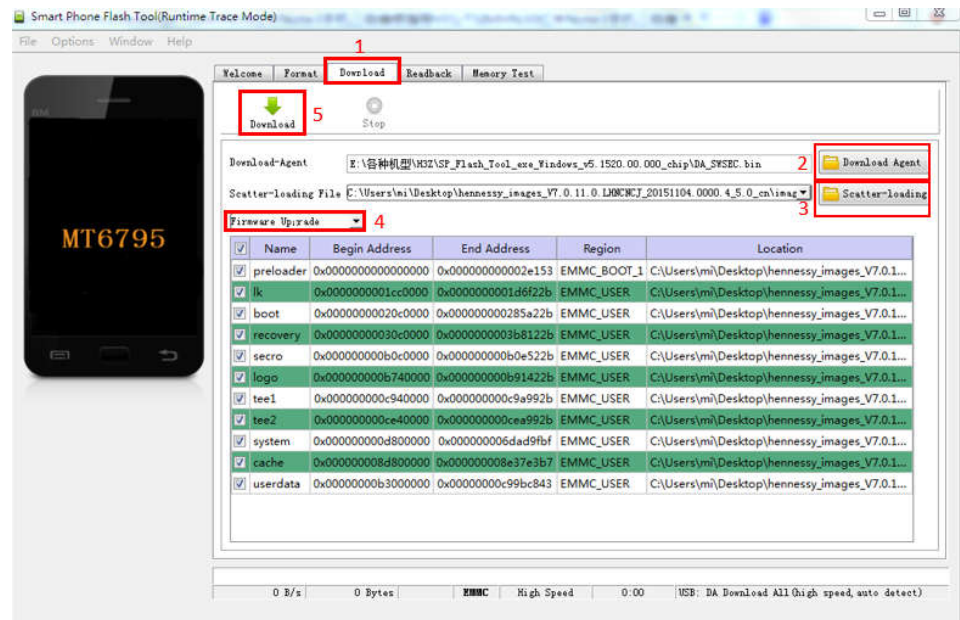 Smart Phone Flash Tool(Runtime Trace Mode)
File Options Window Help
1
Welcome Format Download Readback Memory Test
Download 5 Stop
Download-Agent E:\各种机型\H3Z\SP_Flash_Tool_exe_Windows_v5.1520.00.000_chip\DA_SWSEC.bin 2 Download Agent
Scatter-loading File C:\Users\mi\Desktop\hennessy_images_V7.0.11.0.LHNCNCJ_20151104.0000.4_5.0_cn\imag 3 Scatter-loading
Firmware Upgrade 4
Name Begin Address End Address Region Location
preloader 0x0000000000000000 0x000000000002e153 EMMC_BOOT_1 C:\Users\mi\Desktop\hennessy_images_V7.0.1...
lk 0x0000000001cc0000 0x0000000001d6f22b EMMC_USER C:\Users\mi\Desktop\hennessy_images_V7.0.1...
boot 0x00000000020c0000 0x000000000285a22b EMMC_USER C:\Users\mi\Desktop\hennessy_images_V7.0.1...
recovery 0x00000000030c0000 0x0000000003b8122b EMMC_USER C:\Users\mi\Desktop\hennessy_images_V7.0.1...
secro 0x000000000b0c0000 0x000000000b0e522b EMMC_USER C:\Users\mi\Desktop\hennessy_images_V7.0.1...
logo 0x000000000b740000 0x000000000b91422b EMMC_USER C:\Users\mi\Desktop\hennessy_images_V7.0.1...
tee1 0x000000000c940000 0x000000000c9a992b EMMC_USER C:\Users\mi\Desktop\hennessy_images_V7.0.1...
tee2 0x000000000ce40000 0x000000000cea992b EMMC_USER C:\Users\mi\Desktop\hennessy_images_V7.0.1...
system 0x000000000d800000 0x000000006dad9fbf EMMC_USER C:\Users\mi\Desktop\hennessy_images_V7.0.1...
cache 0x000000008d800000 0x000000008e37e3b7 EMMC_USER C:\Users\mi\Desktop\hennessy_images_V7.0.1...
userdata 0x00000000b3000000 0x00000000c99bc843 EMMC_USER C:\Users\mi\Desktop\hennessy_images_V7.0.1...
BM
MT6795
0 B/s 0 Bytes EMMC High Speed 0:00 USB: DA Download All(high speed, auto detect)